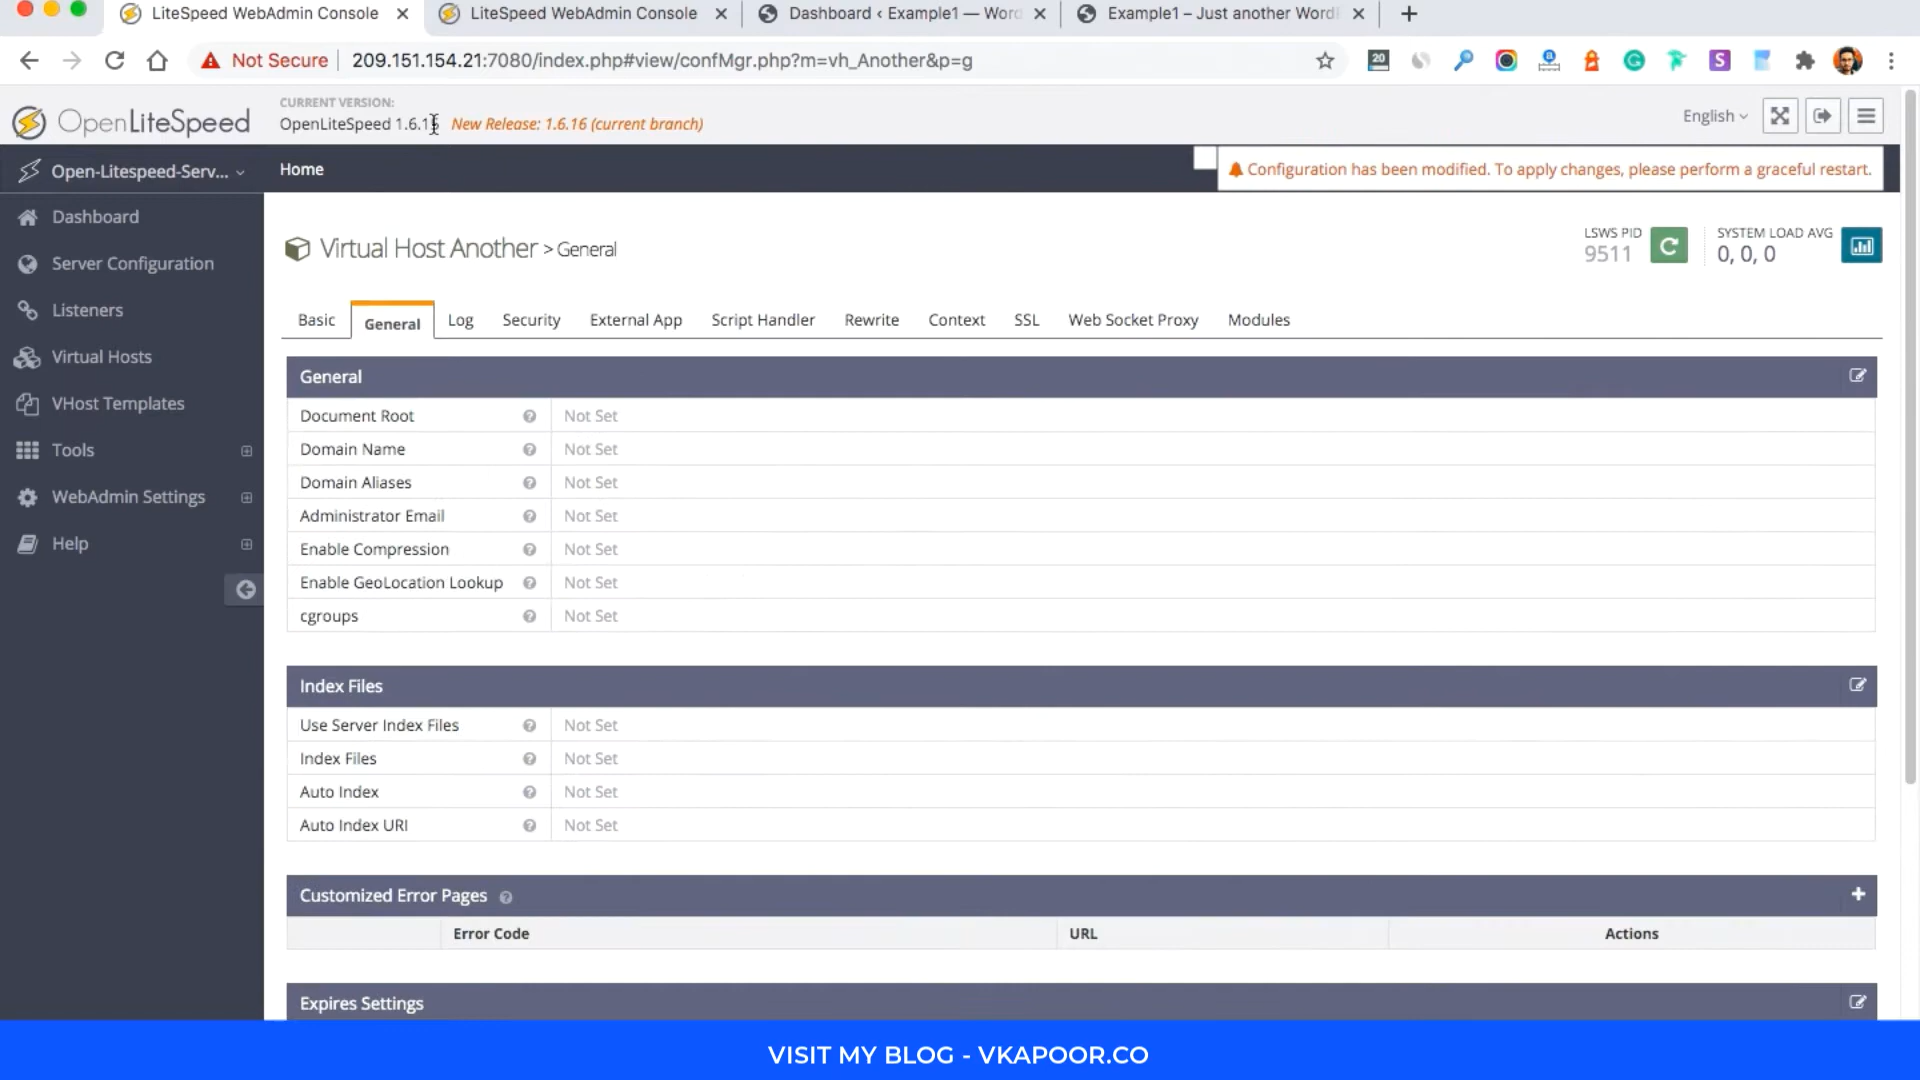 LiteSpeed WebAdmin Console
LiteSpeed WebAdmin Console
Dashboard ‹ Example1 — Word
Example1 – Just another Word
Not Secure
209.151.154.21:7080/index.php#view/confMgr.php?m=vh_Another&p=g
20
S
OpenLiteSpeed
CURRENT VERSION:
OpenLiteSpeed
New Release: 1.6.16 (current branch)
English
Open-Litespeed-Serv...
Home
Configuration has been modified. To apply changes, please perform a graceful restart.
Dashboard
Server Configuration
Listeners
Virtual Hosts
VHost Templates
Tools
WebAdmin Settings
Help
Virtual Host Another > General
LSWS PID
9511
SYSTEM LOAD AVG
0, 0, 0
Basic
General
Log
Security
External App
Script Handler
Rewrite
Context
SSL
Web Socket Proxy
Modules
General
Document Root Not Set
Domain Name Not Set
Domain Aliases Not Set
Administrator Email Not Set
Enable Compression Not Set
Enable GeoLocation Lookup Not Set
cgroups Not Set
Index Files
Use Server Index Files Not Set
Index Files Not Set
Auto Index Not Set
Auto Index URI Not Set
Customized Error Pages
Error Code URL Actions
Expires Settings
VISIT MY BLOG - VKAPOOR.CO